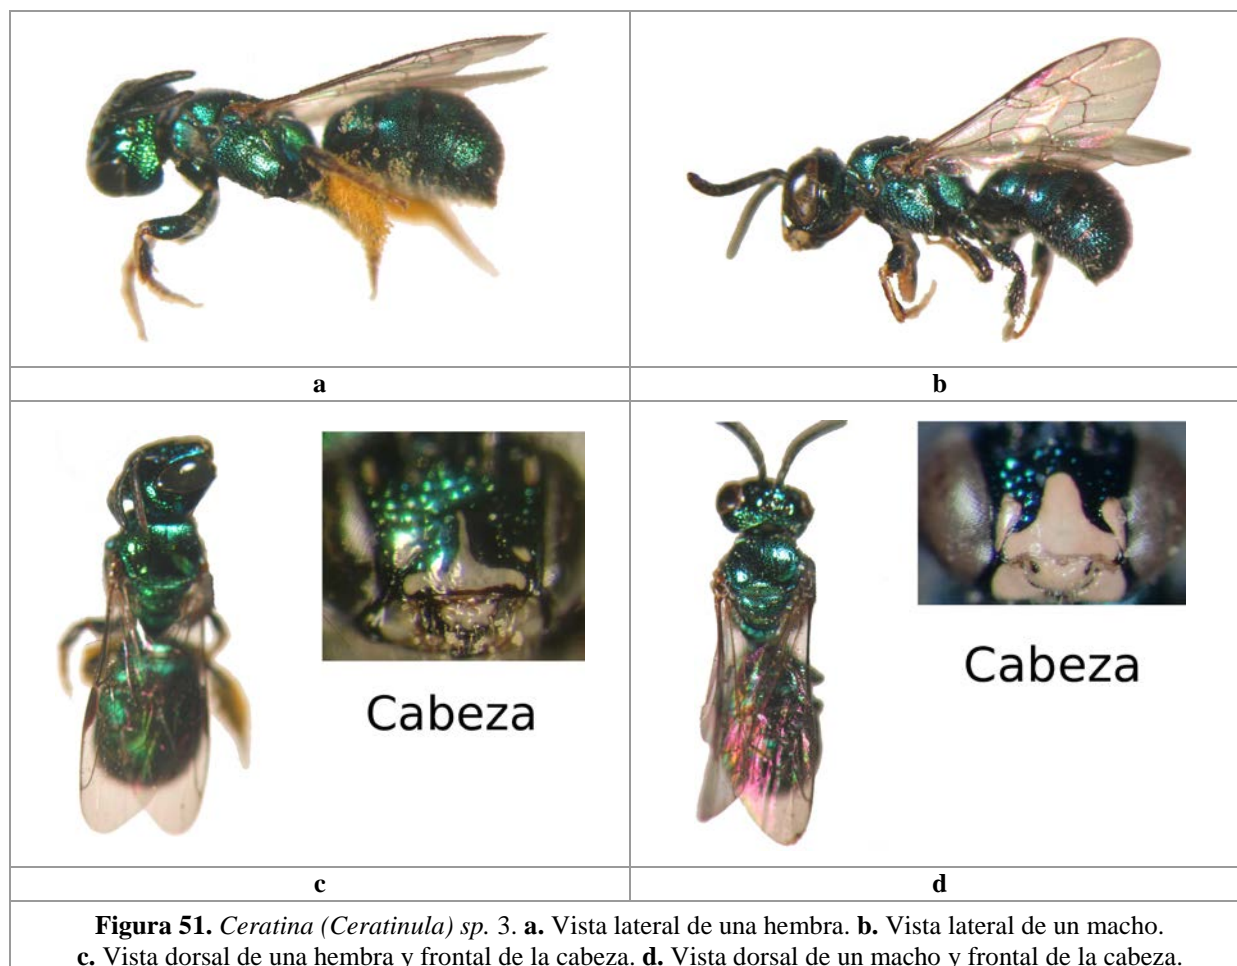 a
b
Cabeza
Cabeza
c
d
Figura 51. Ceratina (Ceratinula) sp. 3. a. Vista lateral de una hembra. b. Vista lateral de un macho.
c. Vista dorsal de una hembra y frontal de la cabeza. d. Vista dorsal de un macho y frontal de la cabeza.